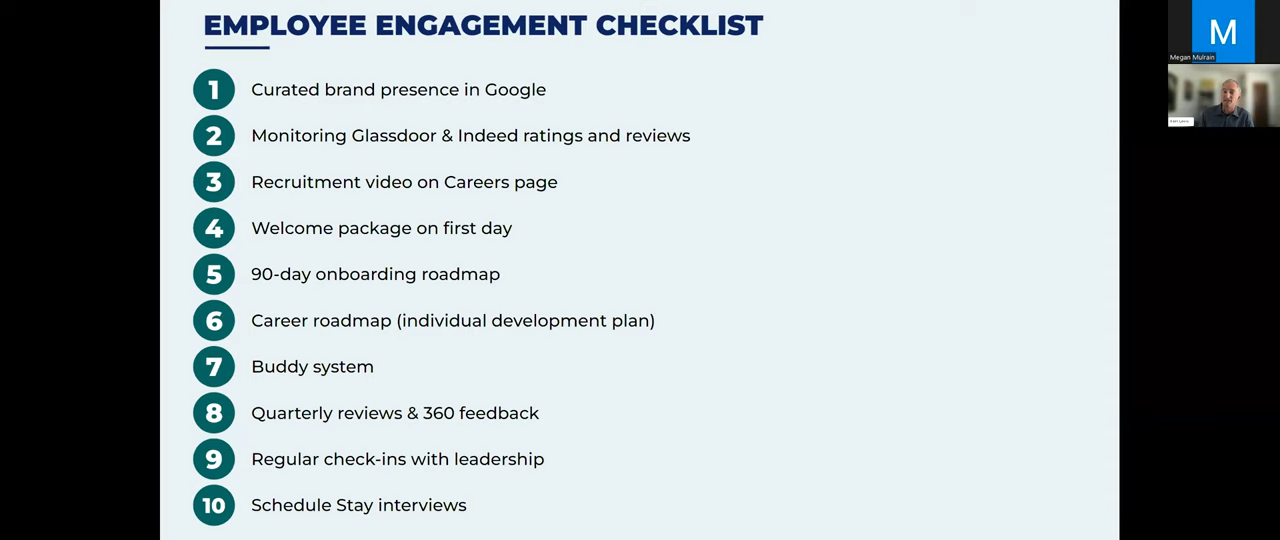 EMPLOYEE ENGAGEMENT CHECKLIST
1 Curated brand presence in Google
2 Monitoring Glassdoor & Indeed ratings and reviews
3 Recruitment video on Careers page
4 Welcome package on first day
5 90-day onboarding roadmap
6 Career roadmap (individual development plan)
7 Buddy system
8 Quarterly reviews & 360 feedback
9 Regular check-ins with leadership
10 Schedule Stay interviews
M
Megan Mulrain